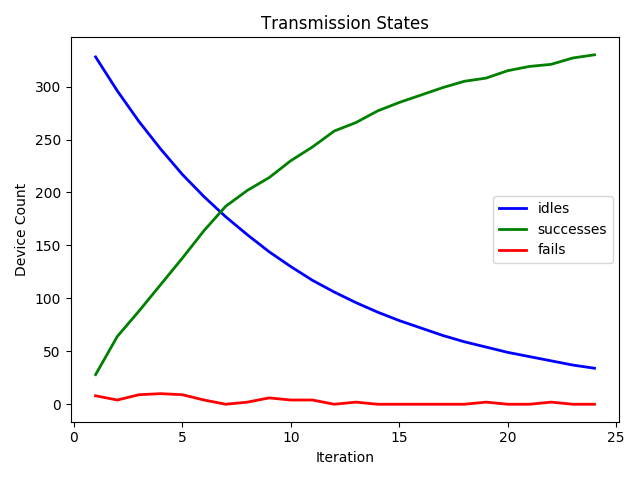 Transmission States
Device Count
300
250
200
150
100
50
0
idles
successes
fails
0 5 10 15 20 25
Iteration